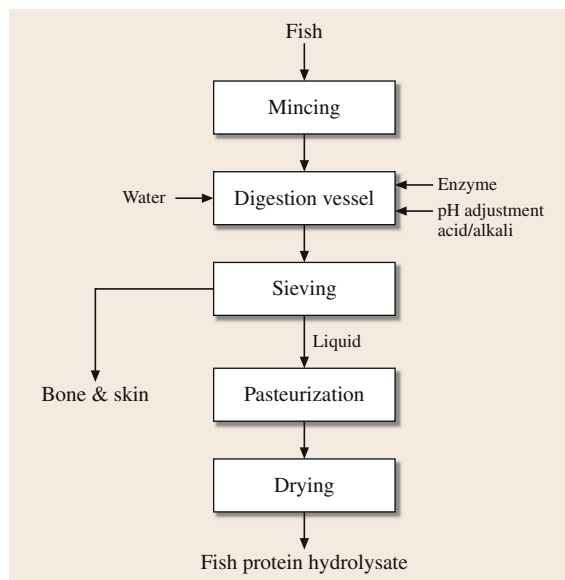 Fish
Mincing
Water
Digestion vessel
Enzyme
pH adjustment
acid/alkali
Sieving
Liquid
Bone & skin
Pasteurization
Drying
Fish protein hydrolysate